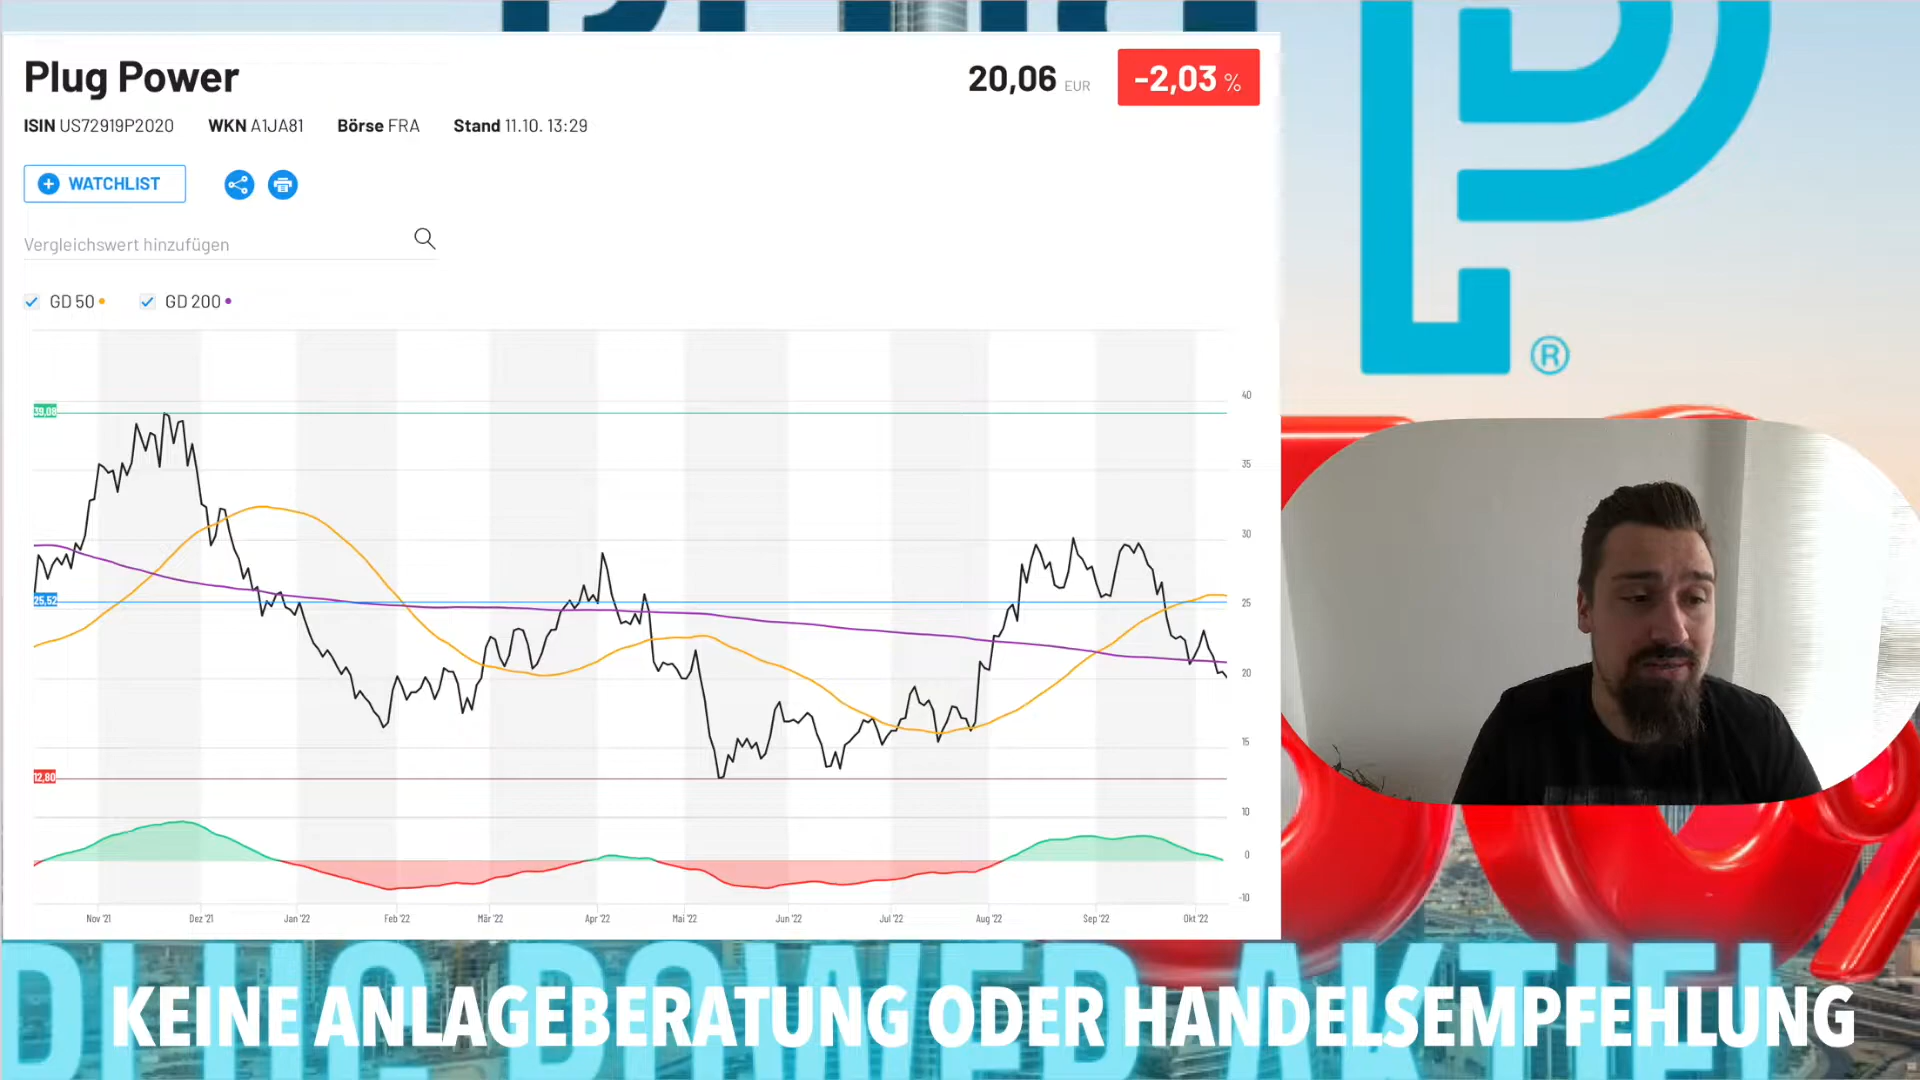 Plug Power
20,06 EUR
-2,03 %
ISIN US72919P2020 WKN A1JA81 Börse FRA Stand 11.10. 13:29
WATCHLIST
Vergleichswert hinzufügen
GD 50 GD 200
®
40
39,08
35
30
25,52
25
20
15
12,80
10
0
-10
Nov '21 Dez '21 Jan '22 Feb '22 Mär '22 Apr '22 Mai '22 Jun '22 Jul '22 Aug '22 Sep '22 Okt '22
PLUG POWER AKTIE!
KEINE ANLAGEBERATUNG ODER HANDELSEMPFEHLUNG